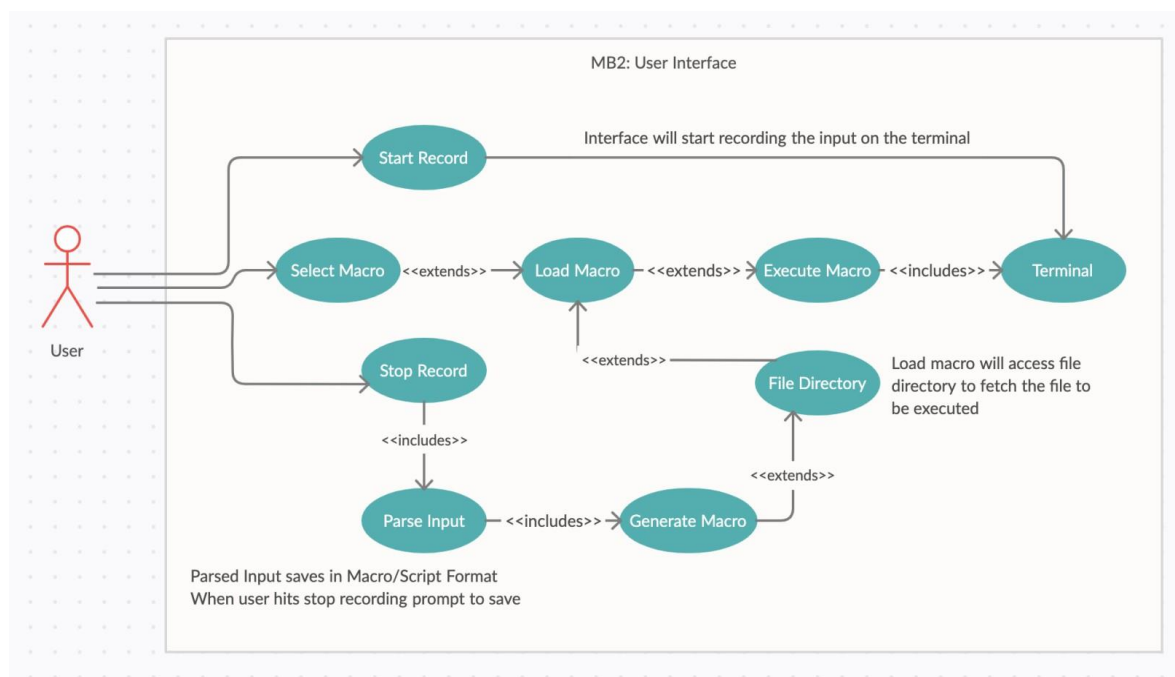 MB2: User Interface
Interface will start recording the input on the terminal
Start Record
Select Macro
<<extends>>
Load Macro
<<extends>>
Execute Macro
<<includes>>
Terminal
User
Stop Record
<<extends>>
File Directory
Load macro will access file
directory to fetch the file to
be executed
<<includes>>
<<extends>>
Parse Input
<<includes>>
Generate Macro
Parsed Input saves in Macro/Script Format
When user hits stop recording prompt to save